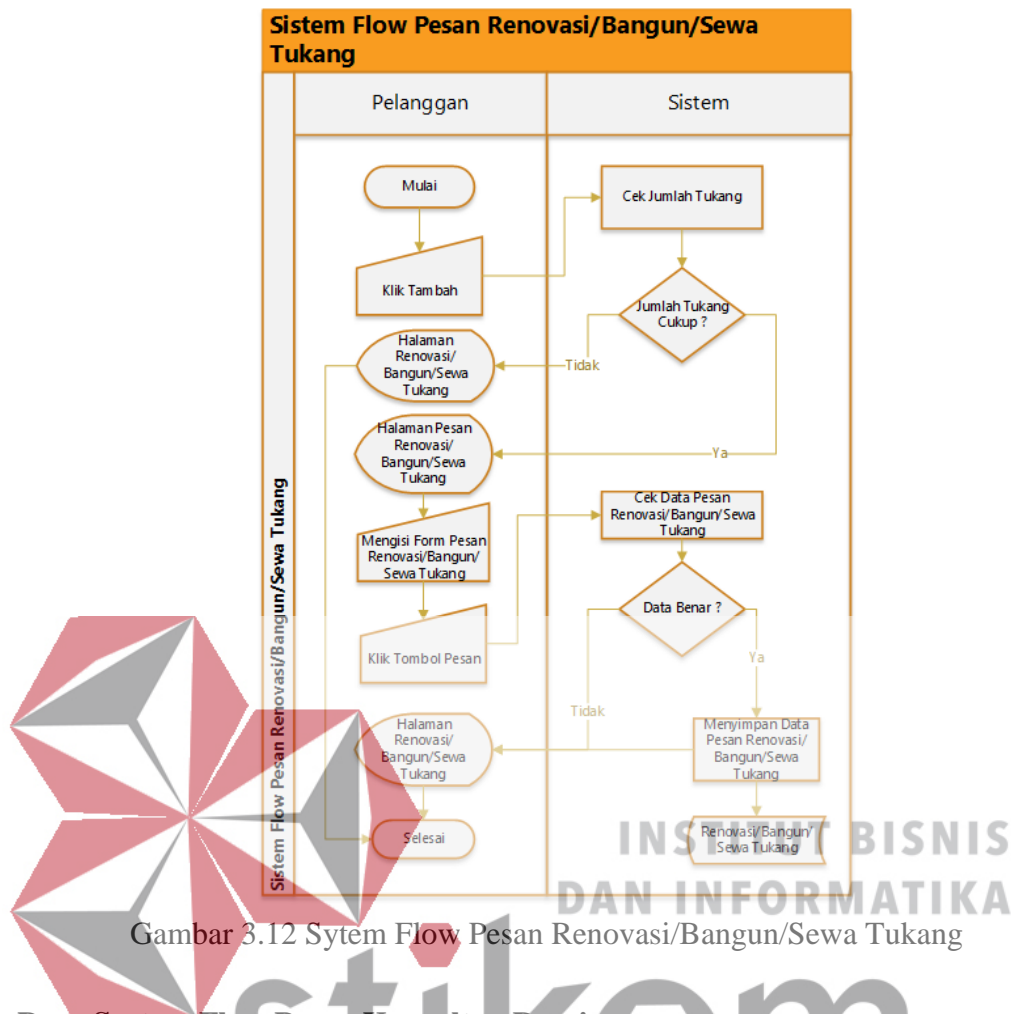 Sistem Flow Pesan Renovasi/Bangun/Sewa
Tukang
Pelanggan
Sistem
Sistem Flow Pesan Renovasi/Bangun/Sewa Tukang
Mulai
Cek Jumlah Tukang
Klik Tambah
Jumlah Tukang
Cukup ?
Halaman
Renovasi/
Bangun/Sewa
Tukang
Tidak
Halaman Pesan
Renovasi/
Bangun/Sewa
Tukang
Ya
Cek Data Pesan
Renovasi/Bangun/Sewa
Tukang
Mengisi Form Pesan
Renovasi/Bangun/
Sewa Tukang
Data Benar ?
Klik Tombol Pesan
Ya
Tidak
Halaman
Renovasi/
Bangun/Sewa
Tukang
Menyimpan Data
Pesan Renovasi/
Bangun/Sewa
Tukang
Selesai
Renovasi/Bangun/
Sewa Tukang
INSTITUT BISNIS
DAN INFORMATIKA
Gambar 3.12 Sytem Flow Pesan Renovasi/Bangun/Sewa Tukang
stikom